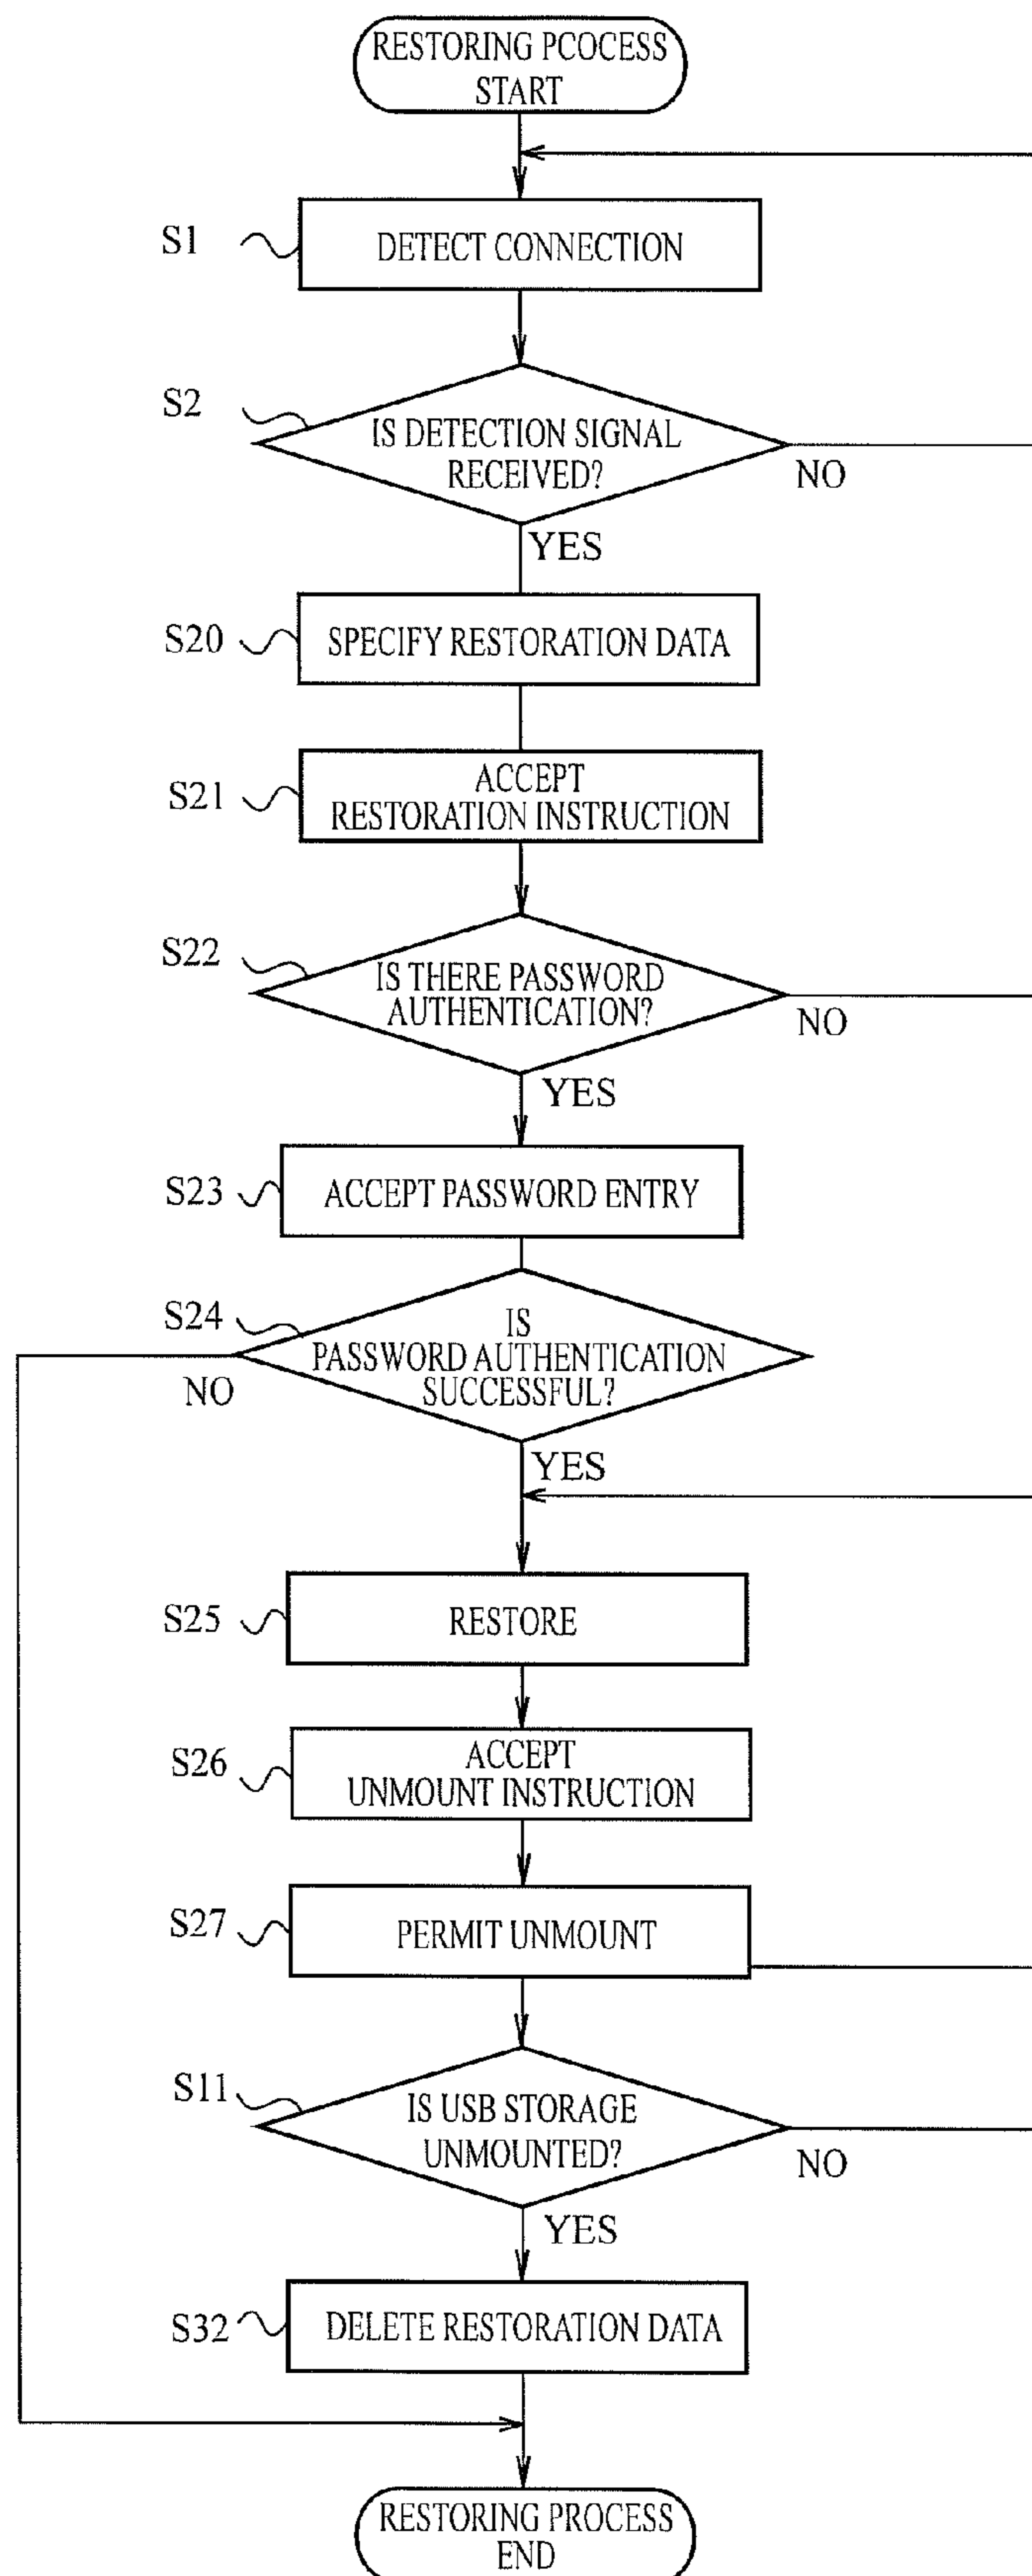 RESTORING PCOCESS
START
S1
DETECT CONNECTION
S2
IS DETECTION SIGNAL
RECEIVED?
NO
YES
S20
SPECIFY RESTORATION DATA
S21
ACCEPT
RESTORATION INSTRUCTION
S22
IS THERE PASSWORD
AUTHENTICATION?
NO
YES
S23
ACCEPT PASSWORD ENTRY
S24
IS
PASSWORD AUTHENTICATION
SUCCESSFUL?
NO
YES
S25
RESTORE
S26
ACCEPT
UNMOUNT INSTRUCTION
S27
PERMIT UNMOUNT
S11
IS USB STORAGE
UNMOUNTED?
NO
YES
S32
DELETE RESTORATION DATA
RESTORING PROCESS
END